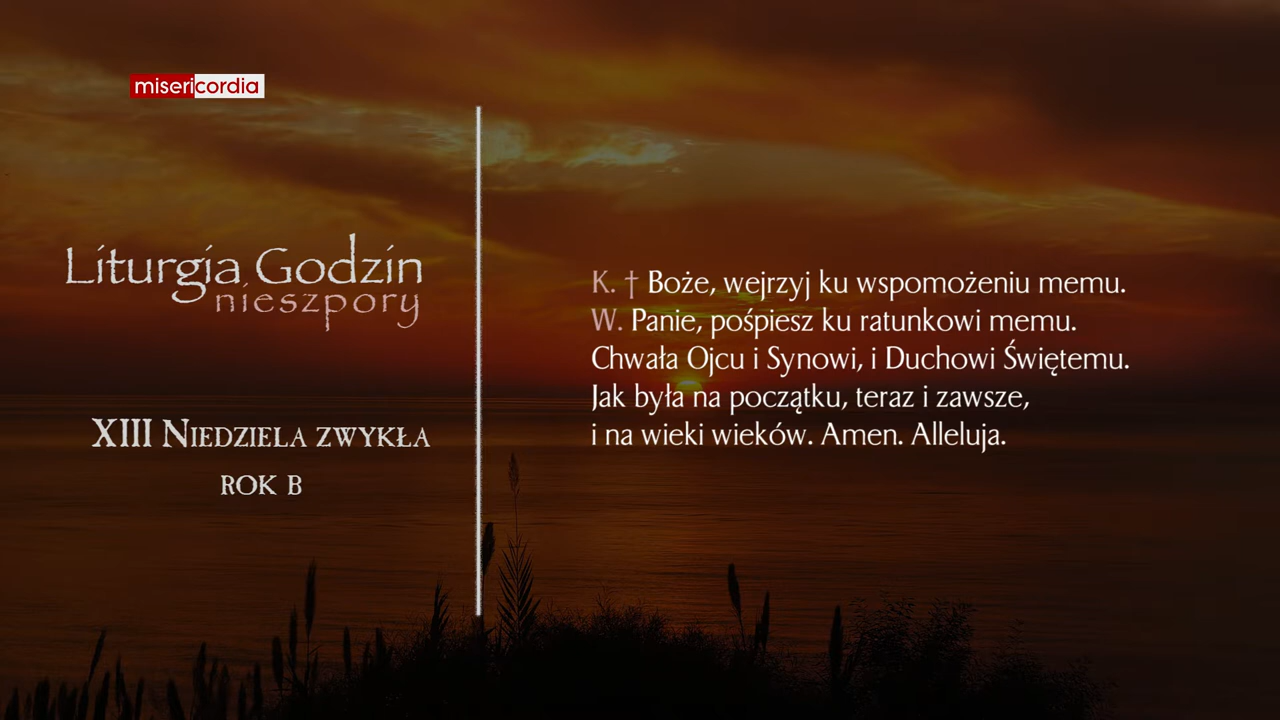 misericordia
Liturgia Godzin
nieszpory
XIII Niedziela zwykła
rok B
K. † Boże, wejrzyj ku wspomożeniu memu.
W. Panie, pośpiesz ku ratunkowi memu.
Chwała Ojcu i Synowi, i Duchowi Świętemu.
Jak była na początku, teraz i zawsze,
i na wieki wieków. Amen. Alleluja.